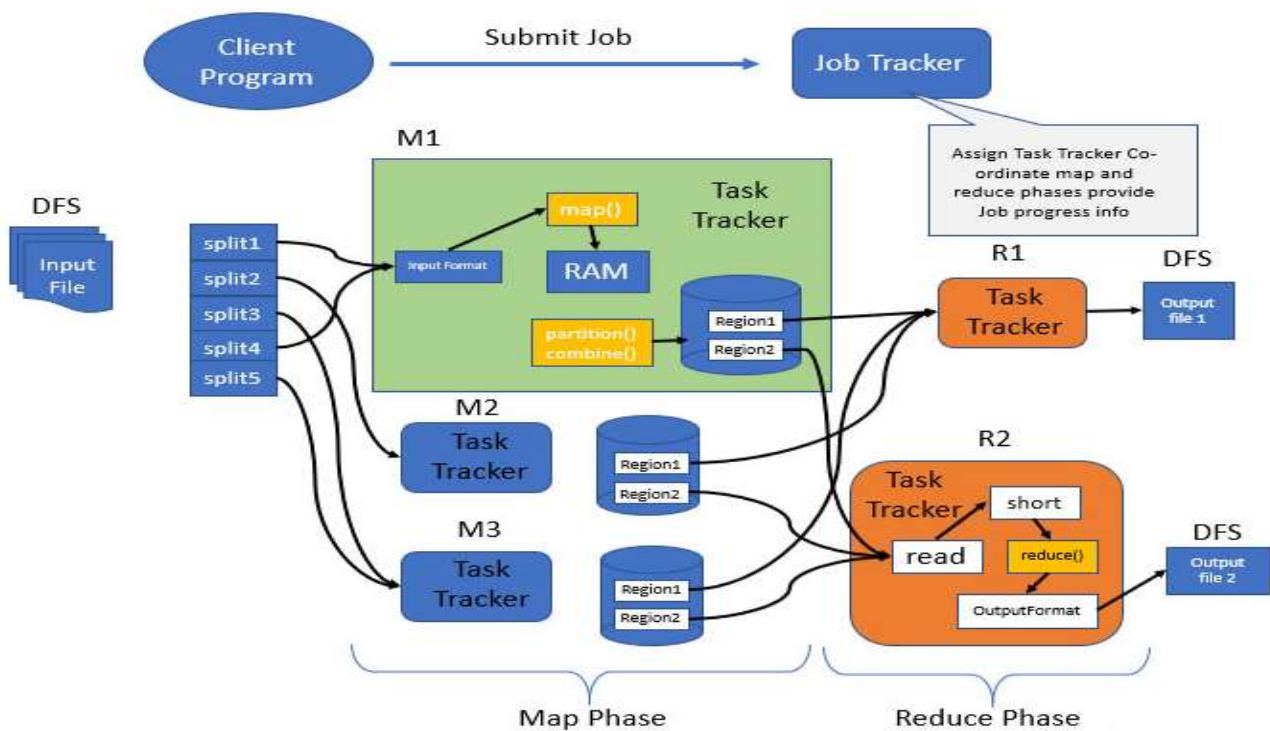 Client
Program
Submit Job
Job Tracker
Assign Task Tracker Co-
ordinate map and
reduce phases provide
Job progress info
M1
Task
Tracker
map()
Input Format
RAM
partition()
combine()
Region1
Region2
DFS
Input
File
split1
split2
split3
split4
split5
R1
Task
Tracker
DFS
Output
file 1
M2
Task
Tracker
Region1
Region2
M3
Task
Tracker
Region1
Region2
R2
Task
Tracker
short
read
reduce()
OutputFormat
DFS
Output
file 2
Map Phase
Reduce Phase